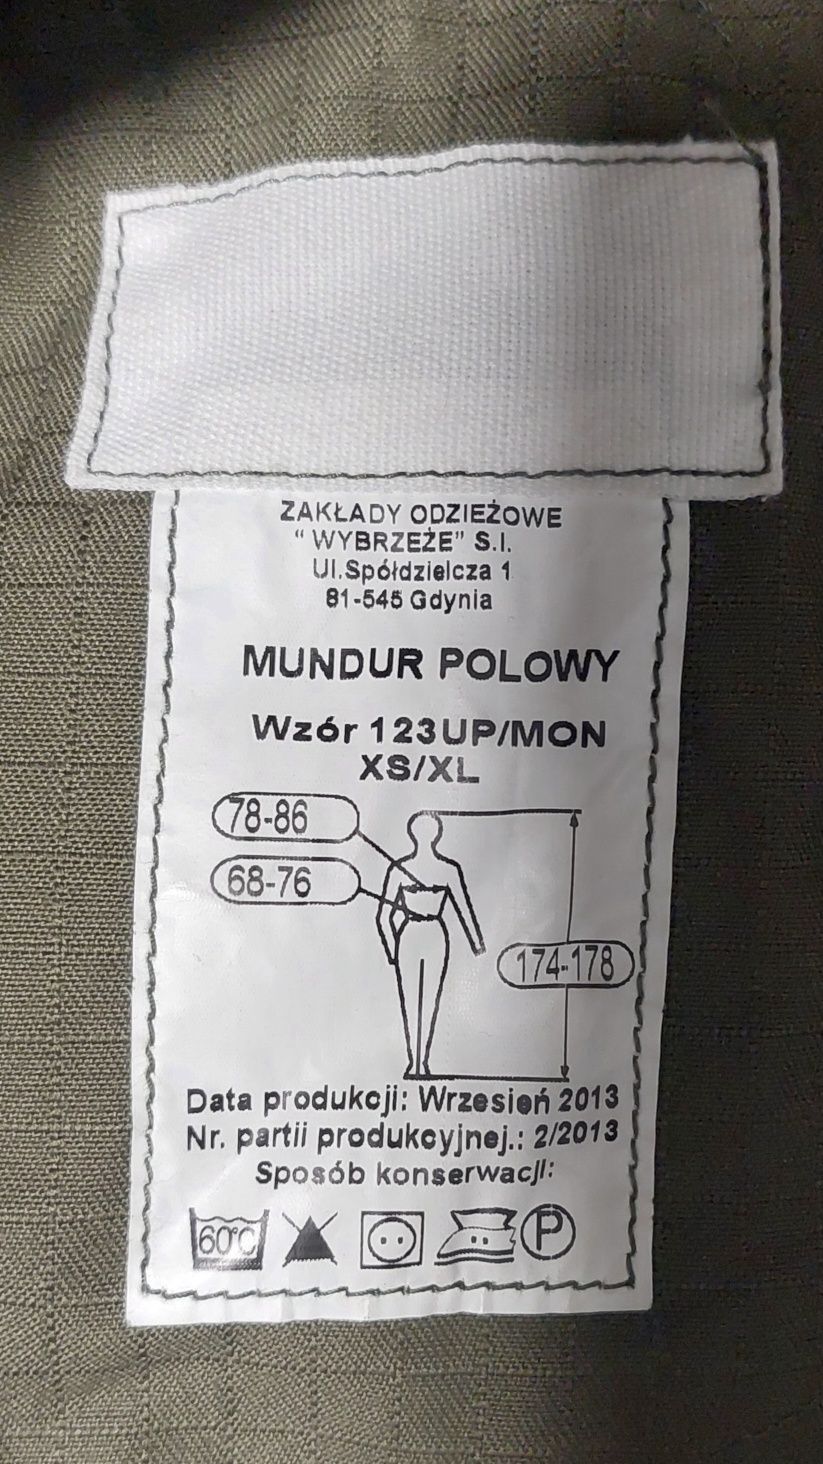 ZAKŁADY ODZIEŻOWE
“ WYBRZEŻE” S.I.
Ul.Spółdzielcza 1
81-545 Gdynia
MUNDUR POLOWY
Wzór 123UP/MON
XS/XL
78-86
68-76
174-178
Data produkcji: Wrzesień 2013
Nr. partii produkcyjnej.: 2/2013
Sposób konserwacji:
60°C
P